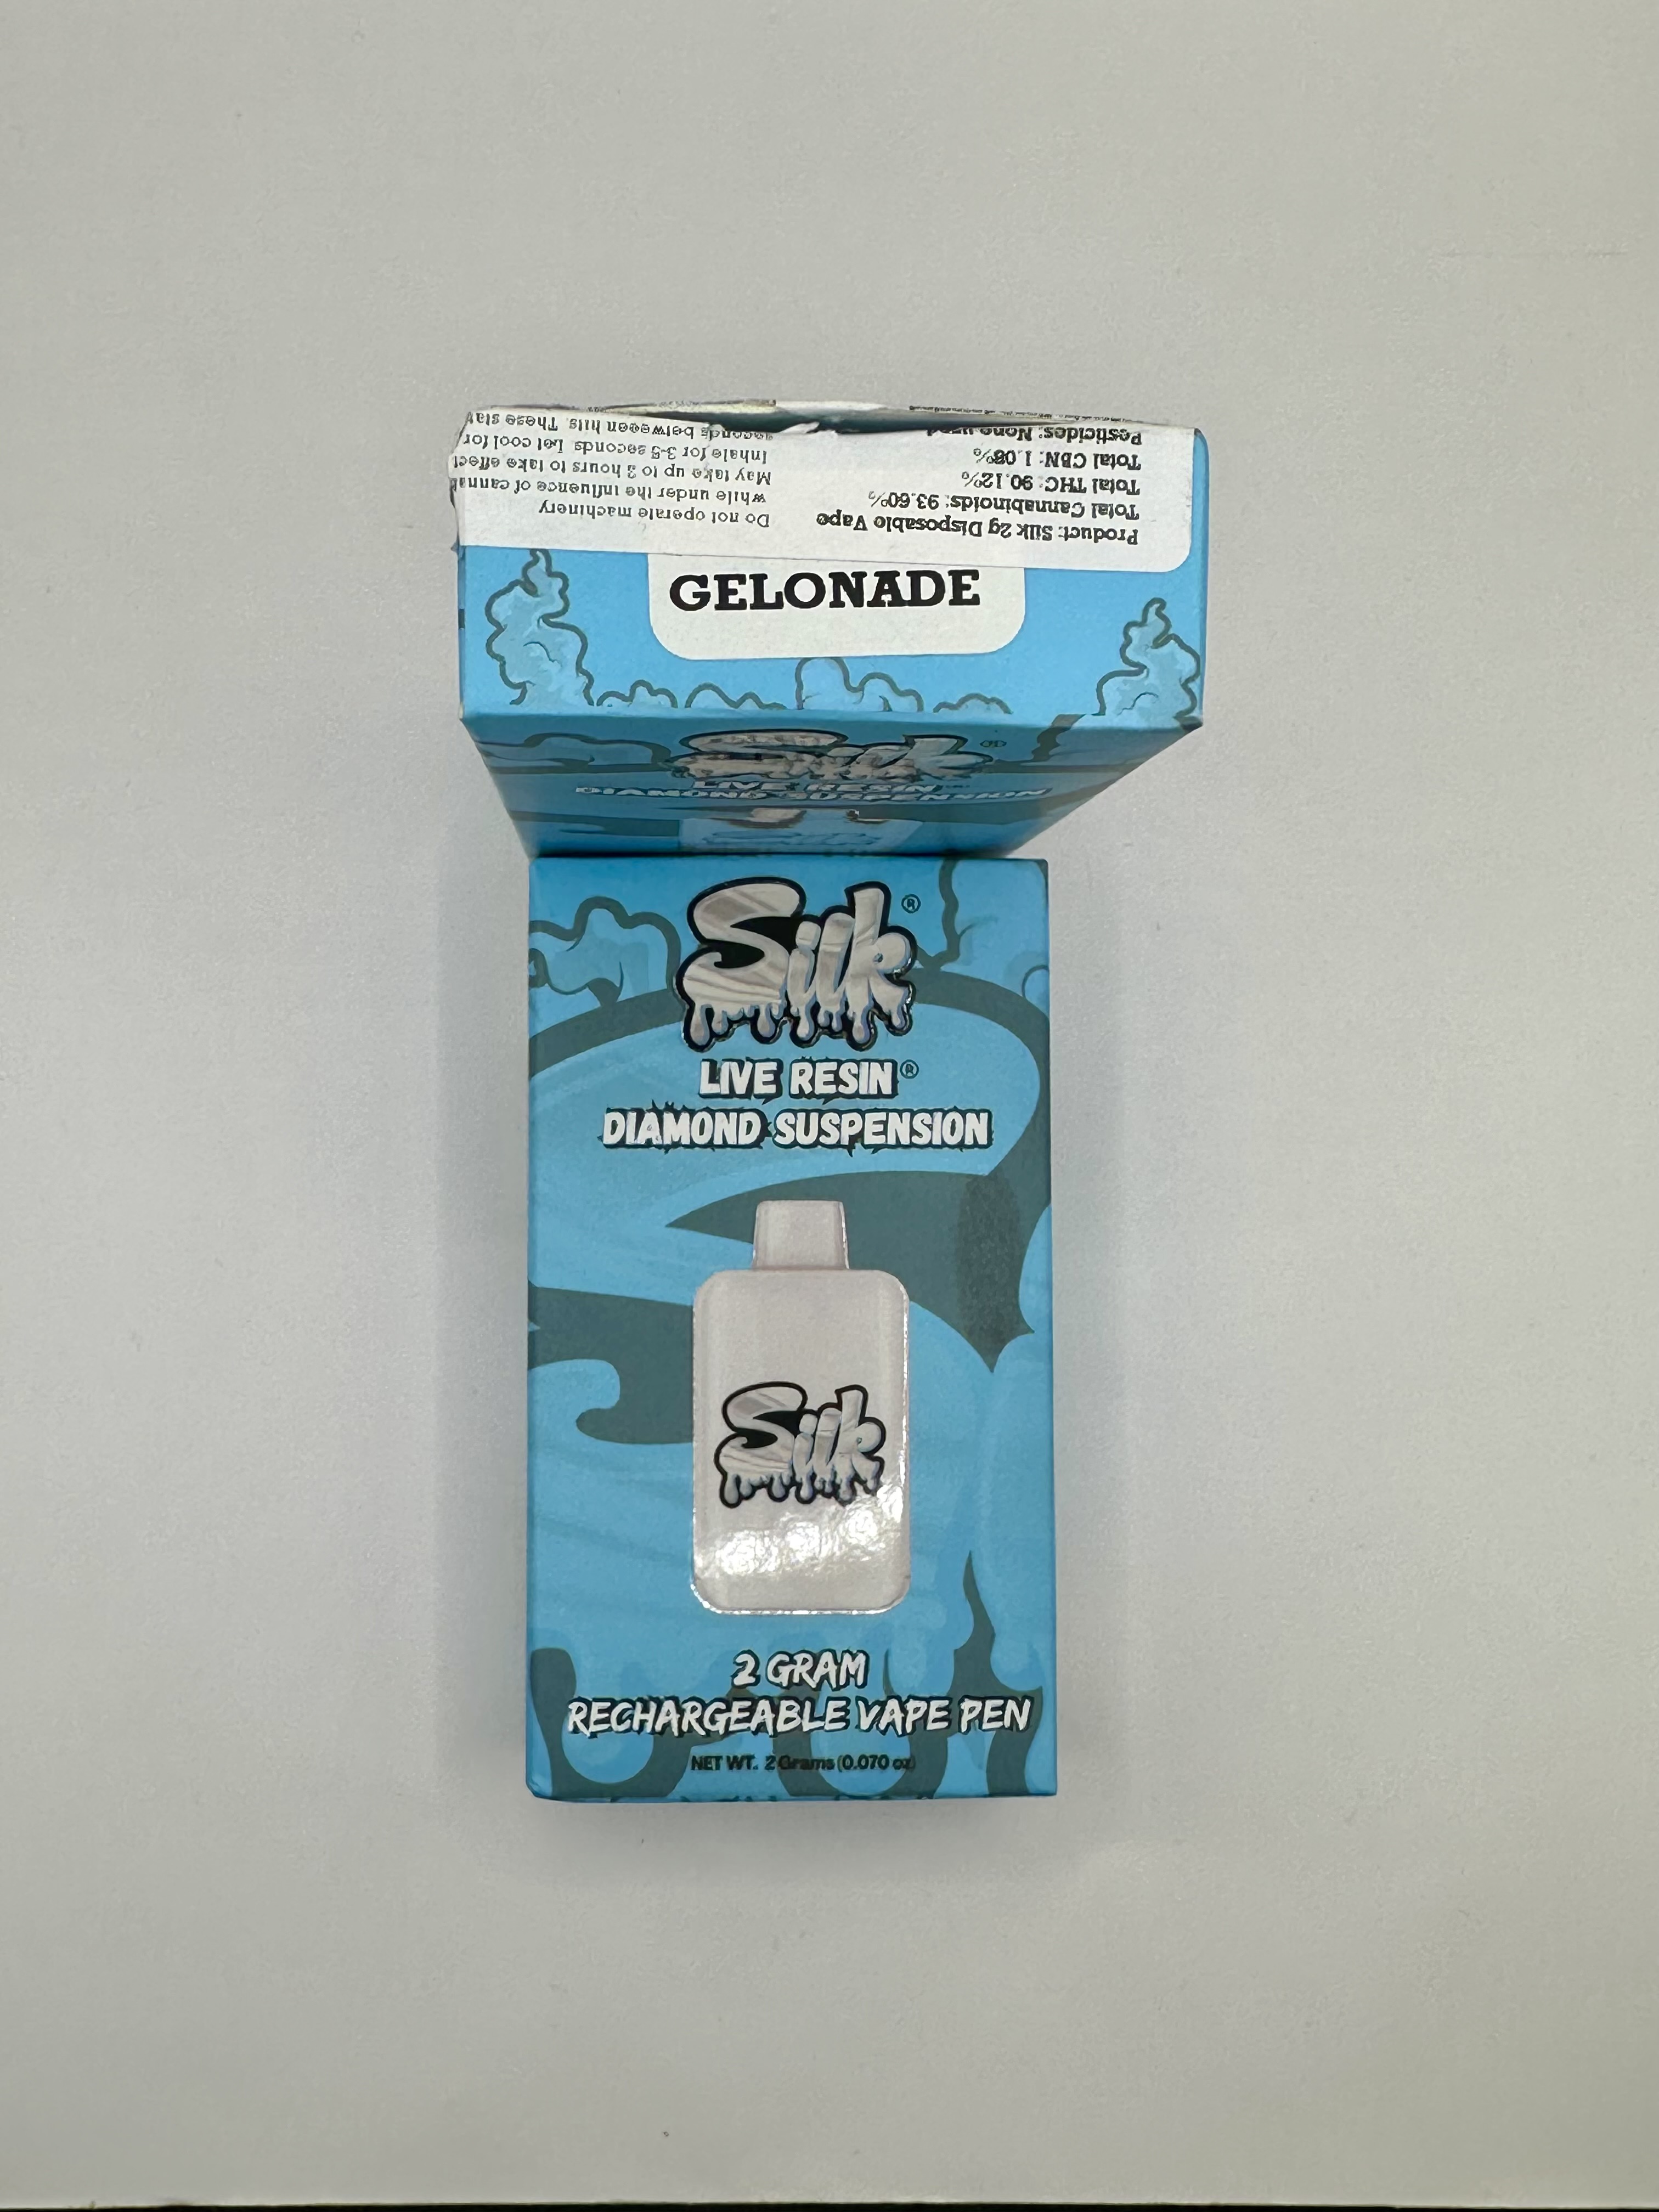 Product: Silk 2g Disposable Vape
Total Cannabinoids: 93.60%
Total THC: 90.12%
Total CBN: 1.08%
Pesticides: None used
Do not operate machinery
while under the influence of
May take up to 3 hours to take effect
Inhale for 3-5 seconds. Let cool for
seconds between hits. These
GELONADE
Silk ®
LIVE RESIN
DIAMOND SUSPENSION
Silk ®
LIVE RESIN ®
DIAMOND SUSPENSION
Silk
2 GRAM
RECHARGEABLE VAPE PEN
NET WT. 2 Grams (0.070 oz)